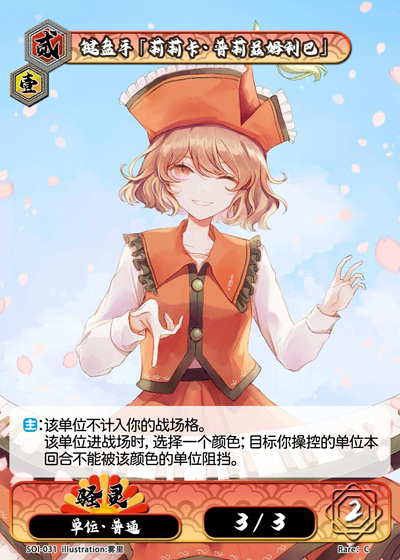 贰
键盘手「莉莉卡·普莉兹姆利巴」
壹
主:该单位不计入你的战场格。
该单位进战场时,选择一个颜色;目标你操控的单位本
回合不能被该颜色的单位阻挡。
骚灵
单位·普通
3/3
2
SOI-031 illustration:雾里
Rare: C